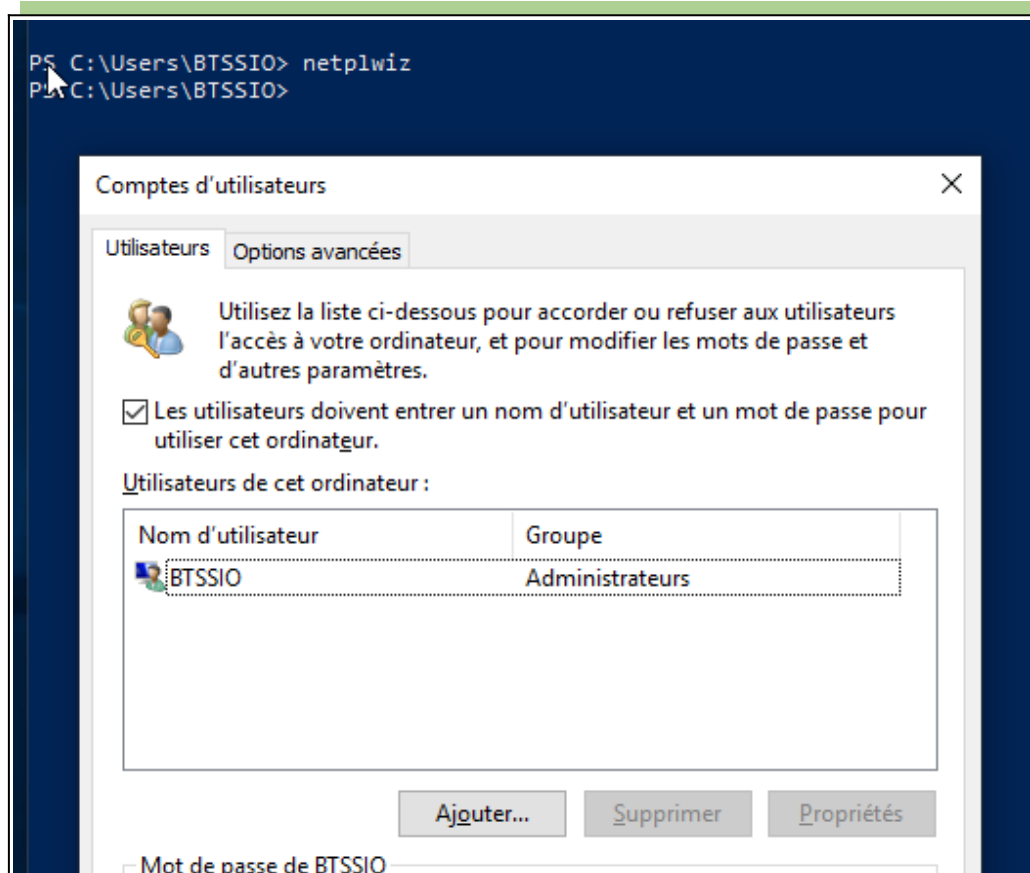 PS C:\Users\BTSSIO> netplwiz
PS C:\Users\BTSSIO>
Comptes d'utilisateurs
Utilisateurs
Options avancées
Utilisez la liste ci-dessous pour accorder ou refuser aux utilisateurs
l'accès à votre ordinateur, et pour modifier les mots de passe et
d'autres paramètres.
Les utilisateurs doivent entrer un nom d'utilisateur et un mot de passe pour
utiliser cet ordinateur.
Utilisateurs de cet ordinateur :
Nom d'utilisateur Groupe
BTSSIO Administrateurs
Ajouter... Supprimer Propriétés
Mot de passe de BTSSIO